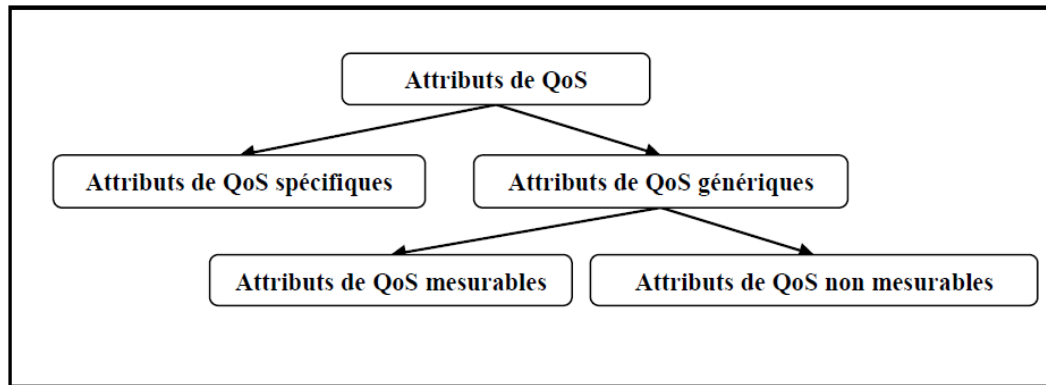 Attributs de QoS
Attributs de QoS spécifiques
Attributs de QoS génériques
Attributs de QoS mesurables
Attributs de QoS non mesurables